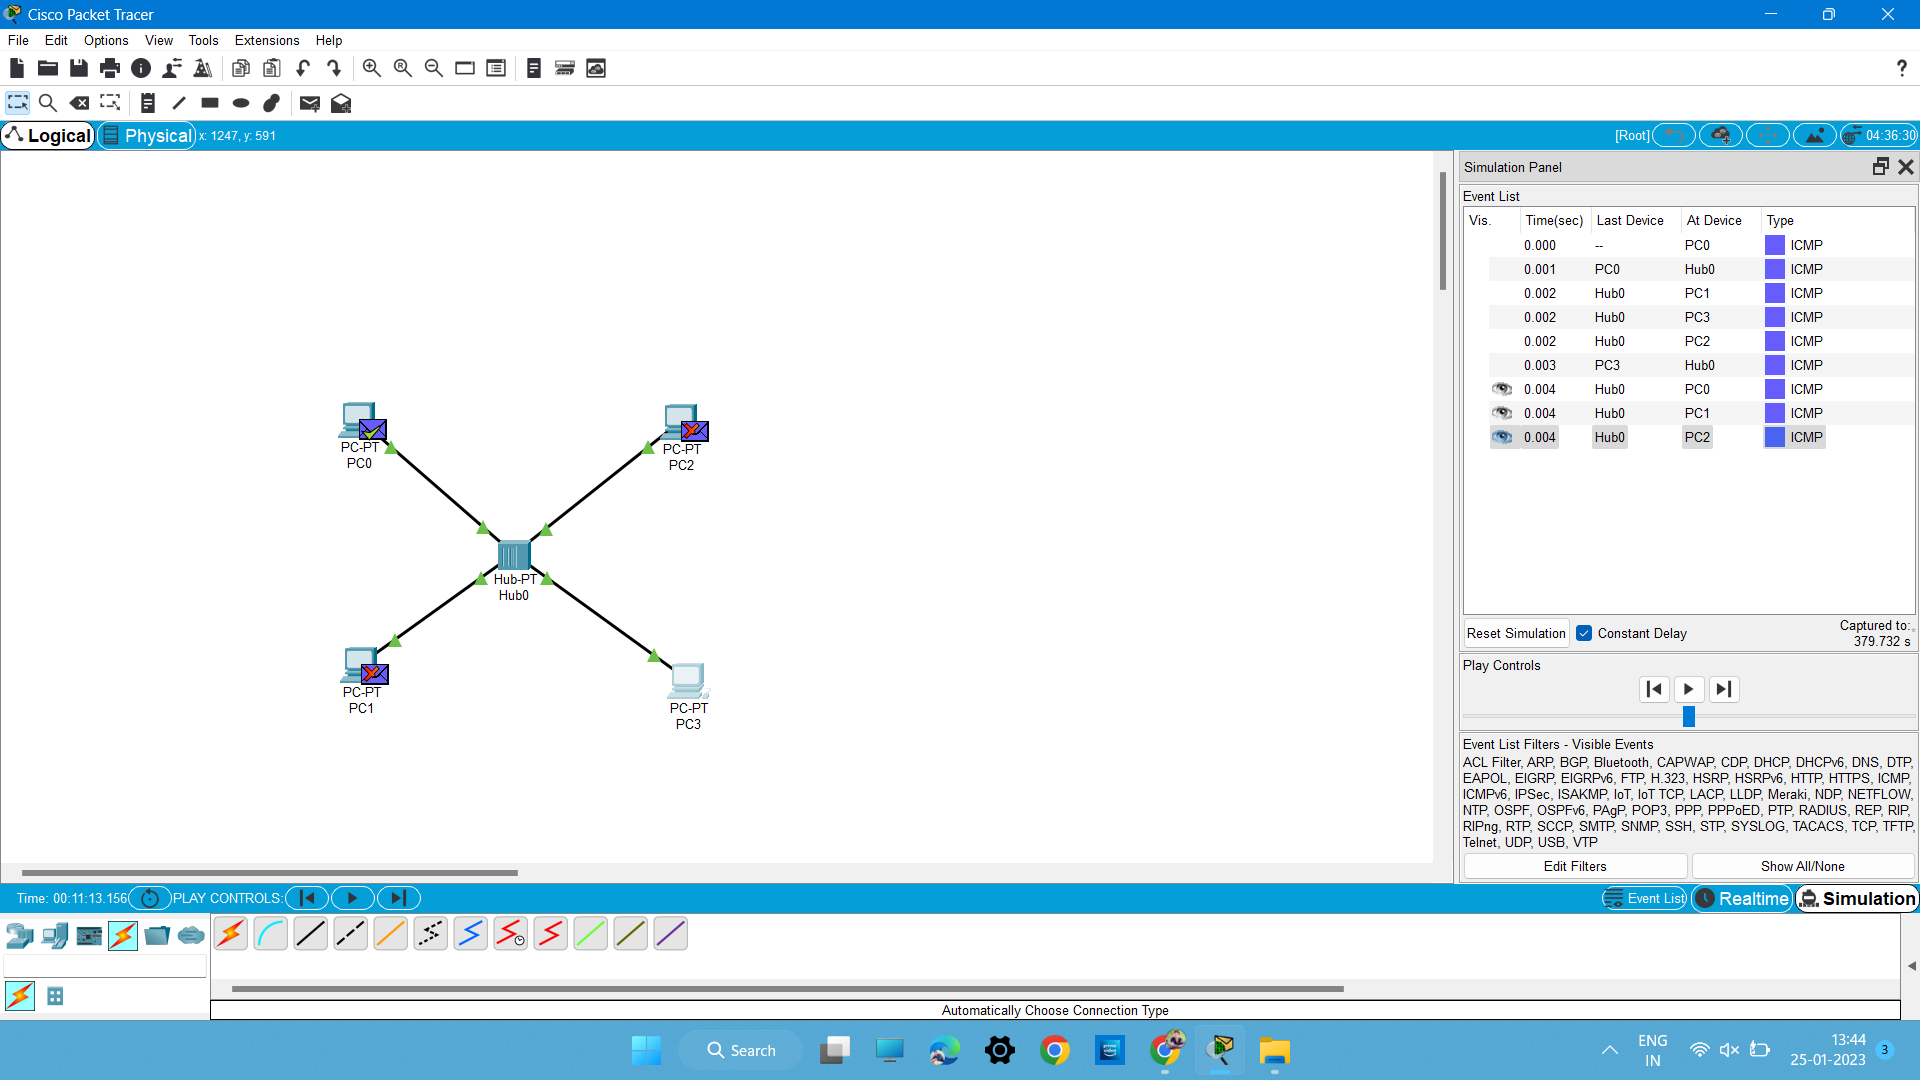 Cisco Packet Tracer
File Edit Options View Tools Extensions Help
?
Logical Physical x: 1247, y: 591 [Root] 04:36:30
Simulation Panel
Event List
Vis. Time(sec) Last Device At Device Type
0.000 -- PC0 ICMP
0.001 PC0 Hub0 ICMP
0.002 Hub0 PC1 ICMP
0.002 Hub0 PC3 ICMP
0.002 Hub0 PC2 ICMP
0.003 PC3 Hub0 ICMP
0.004 Hub0 PC0 ICMP
0.004 Hub0 PC1 ICMP
0.004 Hub0 PC2 ICMP
PC-PT
PC0
PC-PT
PC2
Hub-PT
Hub0
PC-PT
PC1
PC-PT
PC3
Reset Simulation Constant Delay Captured to:
379.732 s
Play Controls
Event List Filters - Visible Events
ACL Filter, ARP, BGP, Bluetooth, CAPWAP, CDP, DHCP, DHCPv6, DNS, DTP,
EAPOL, EIGRP, EIGRPv6, FTP, H.323, HSRP, HSRPv6, HTTP, HTTPS, ICMP,
ICMPv6, IPSec, ISAKMP, IoT, IoT TCP, LACP, LLDP, Meraki, NDP, NETFLOW,
NTP, OSPF, OSPFv6, PAgP, POP3, PPP, PPPoED, PTP, RADIUS, REP, RIP,
RIPng, RTP, SCCP, SMTP, SNMP, SSH, STP, SYSLOG, TACACS, TCP, TFTP,
Telnet, UDP, USB, VTP
Edit Filters Show All/None
Time: 00:11:13.156 PLAY CONTROLS: Event List Realtime Simulation
Automatically Choose Connection Type
Search
prime video
ENG
IN
13:44
25-01-2023
3